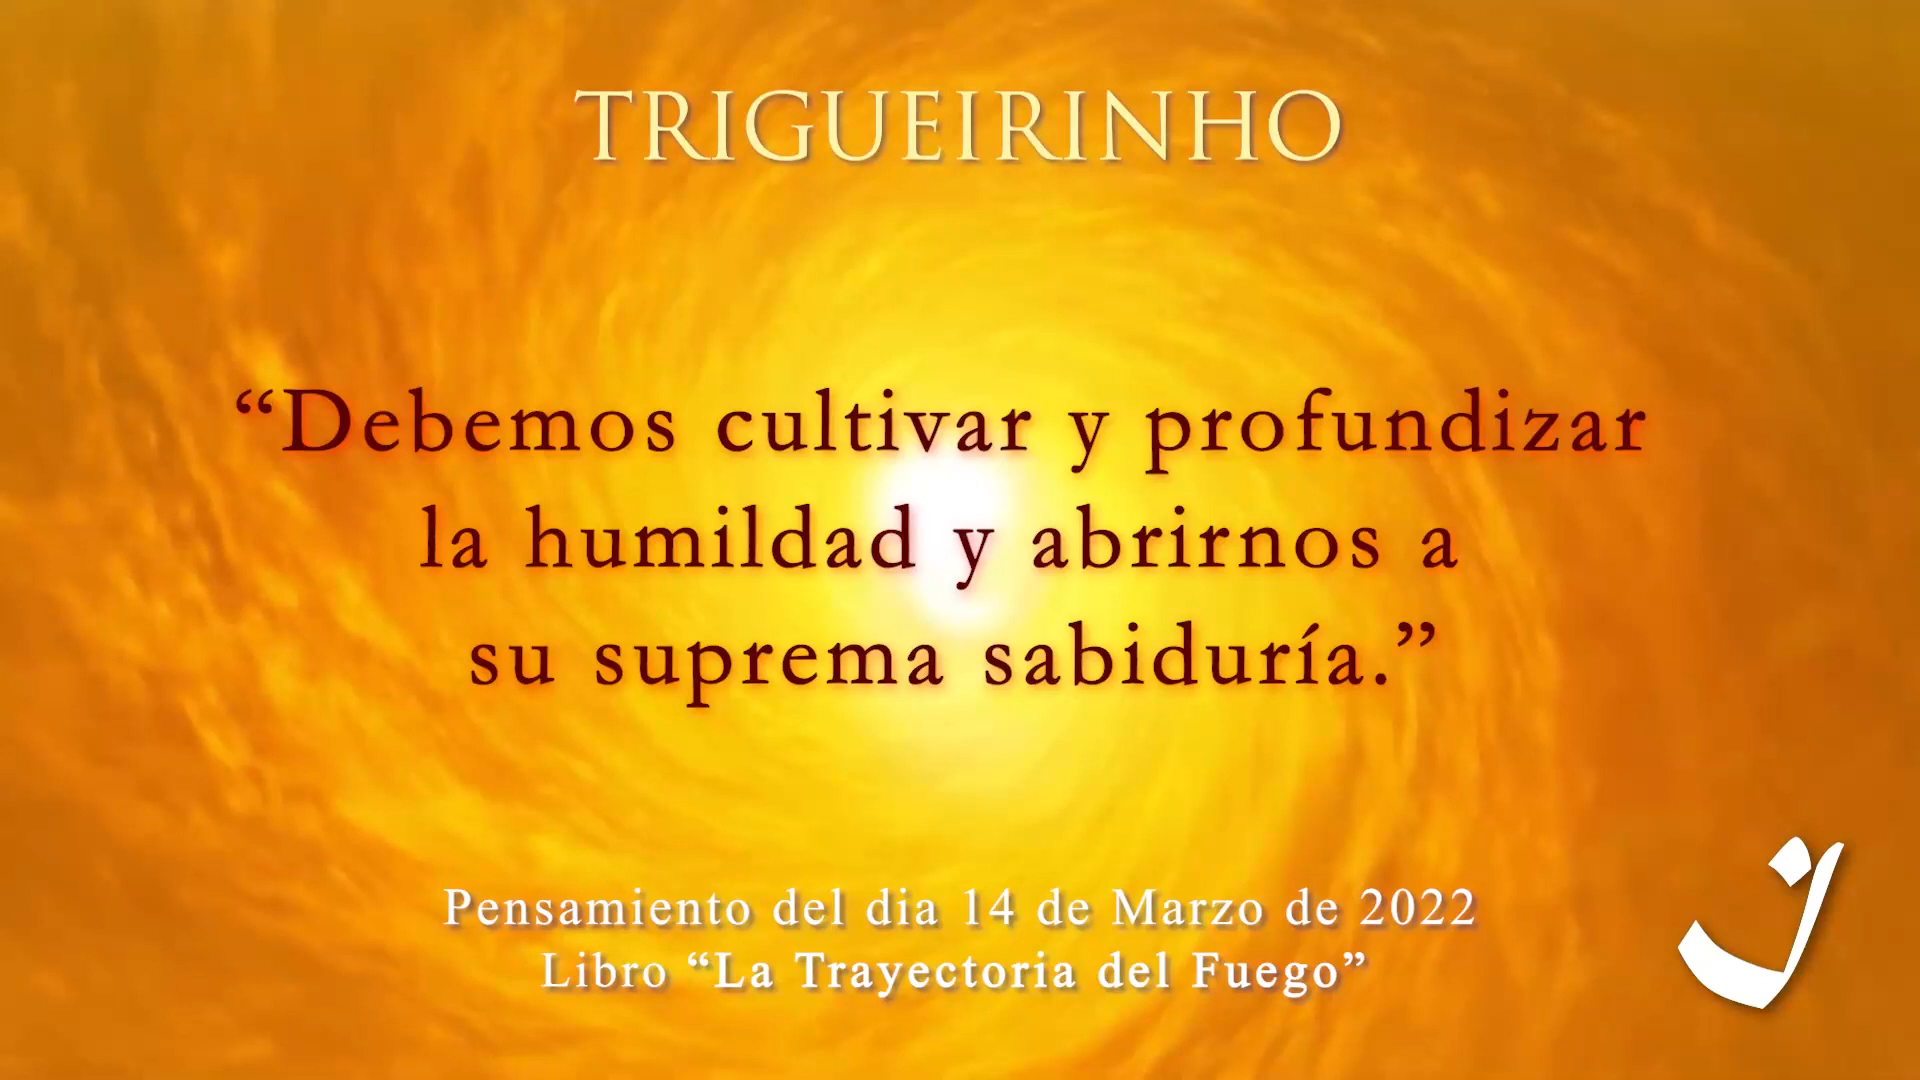 TRIGUEIRINHO
“Debemos cultivar y profundizar
la humildad y abrirnos a
su suprema sabiduría.”
Pensamiento del dia 14 de Marzo de 2022
Libro “La Trayectoria del Fuego”